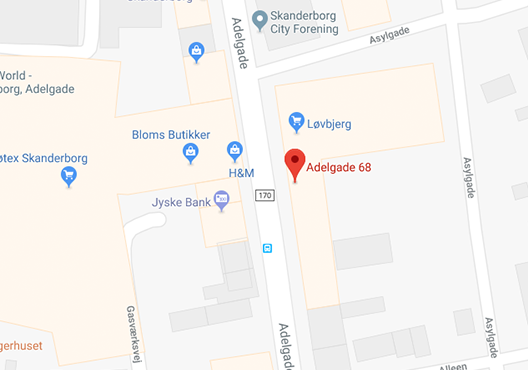 Skanderborg
Adelgade
Skanderborg
City Forening
Asylgade
World -
borg, Adelgade
Løvbjerg
Bloms Butikker
H&M
øtex Skanderborg
Adelgade 68
Asylgade
170
Jyske Bank
Gasværksvej
Adelgade
Asylgade
gerhuset
Alleen